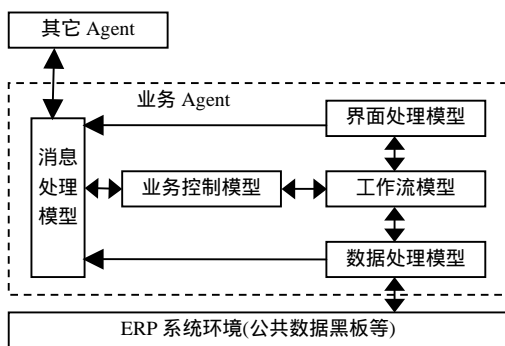 其它 Agent
业务 Agent
界面处理模型
消息
处理
模型
业务控制模型
工作流模型
数据处理模型
ERP 系统环境(公共数据黑板等)